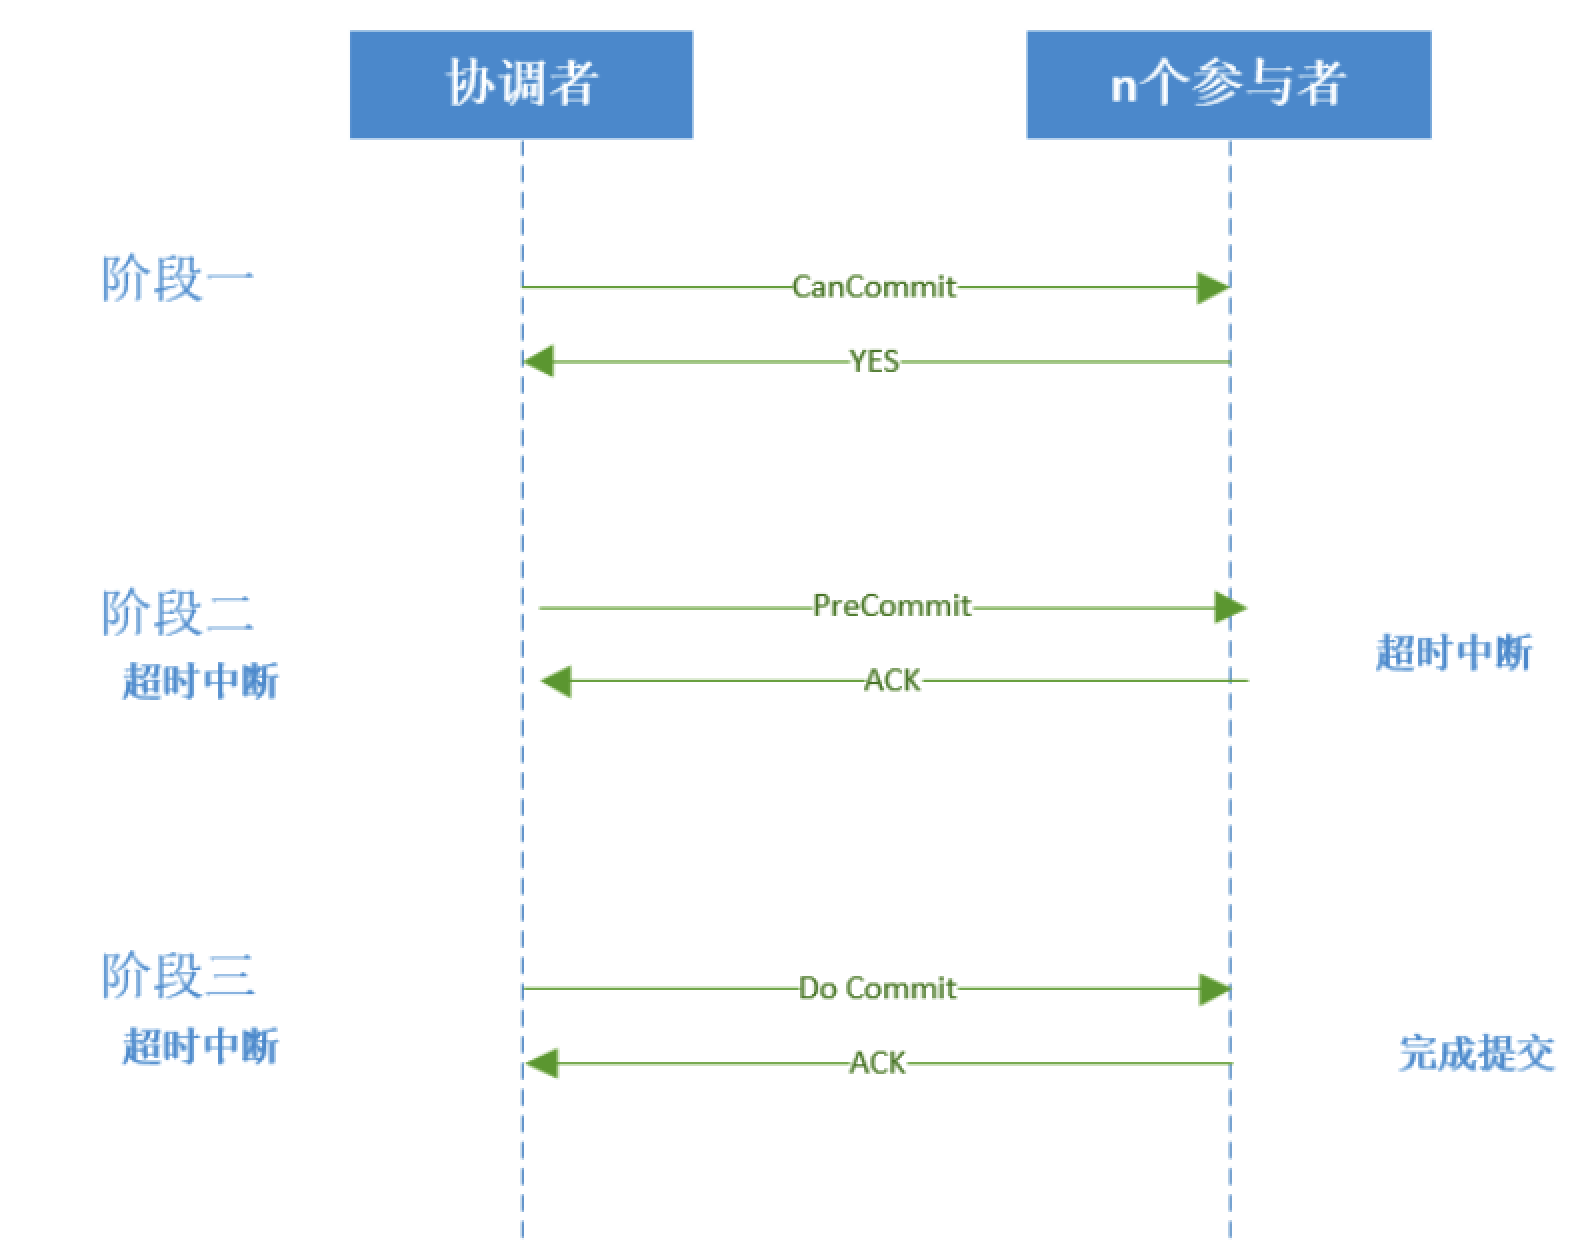 协调者
n个参与者
阶段一
CanCommit
YES
阶段二
PreCommit
超时中断
超时中断
ACK
阶段三
Do Commit
超时中断
ACK
完成提交